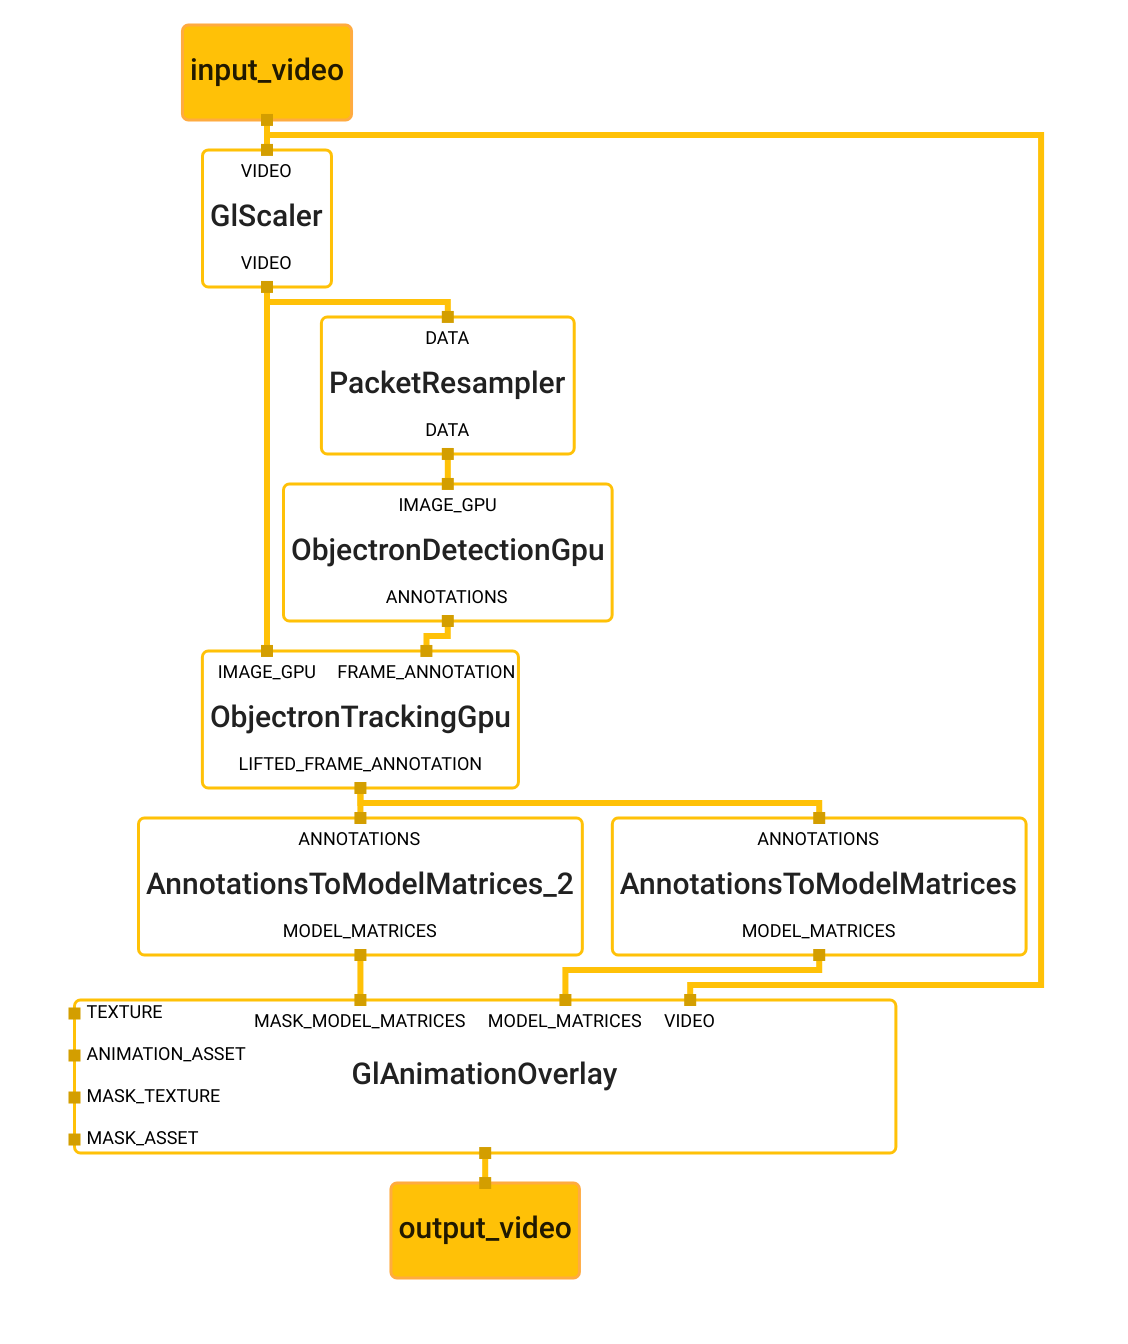 input_video
VIDEO
GlScaler
VIDEO
DATA
PacketResampler
DATA
IMAGE_GPU
ObjectronDetectionGpu
ANNOTATIONS
IMAGE_GPU FRAME_ANNOTATION
ObjectronTrackingGpu
LIFTED_FRAME_ANNOTATION
ANNOTATIONS
AnnotationsToModelMatrices_2
MODEL_MATRICES
ANNOTATIONS
AnnotationsToModelMatrices
MODEL_MATRICES
TEXTURE
MASK_MODEL_MATRICES MODEL_MATRICES VIDEO
ANIMATION_ASSET
GlAnimationOverlay
MASK_TEXTURE
MASK_ASSET
output_video